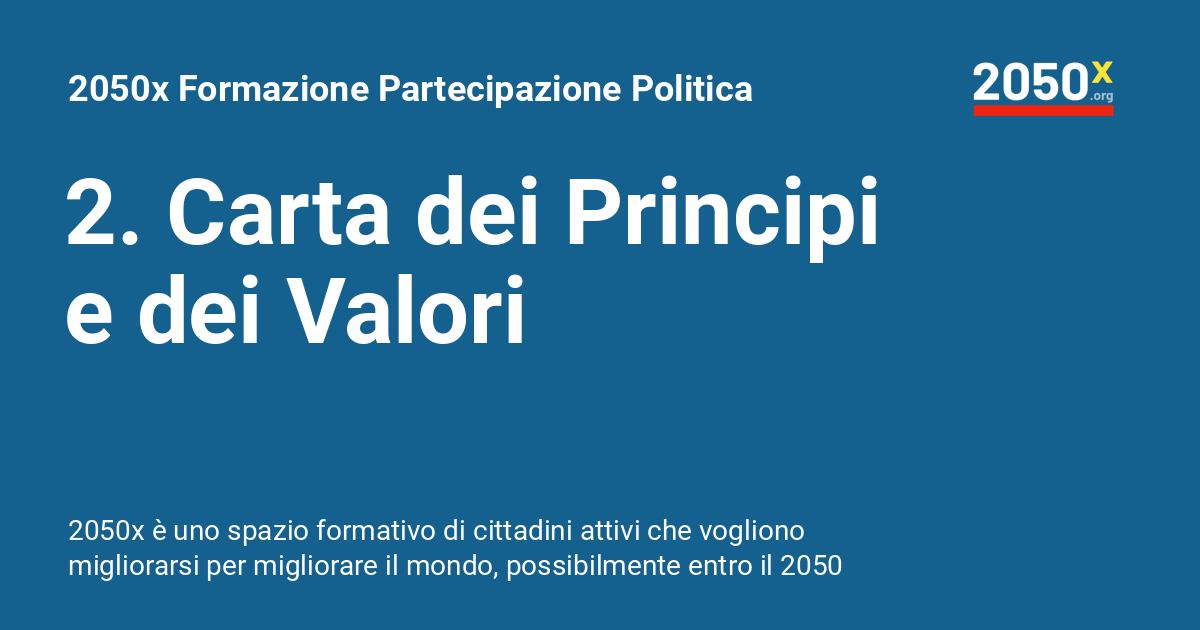 2050x Formazione Partecipazione Politica
2050x
.org
2. Carta dei Principi
e dei Valori
2050x è uno spazio formativo di cittadini attivi che vogliono
migliorarsi per migliorare il mondo, possibilmente entro il 2050